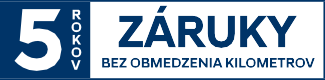 5 ROKOV
ZÁRUKY
BEZ OBMEDZENIA KILOMETROV